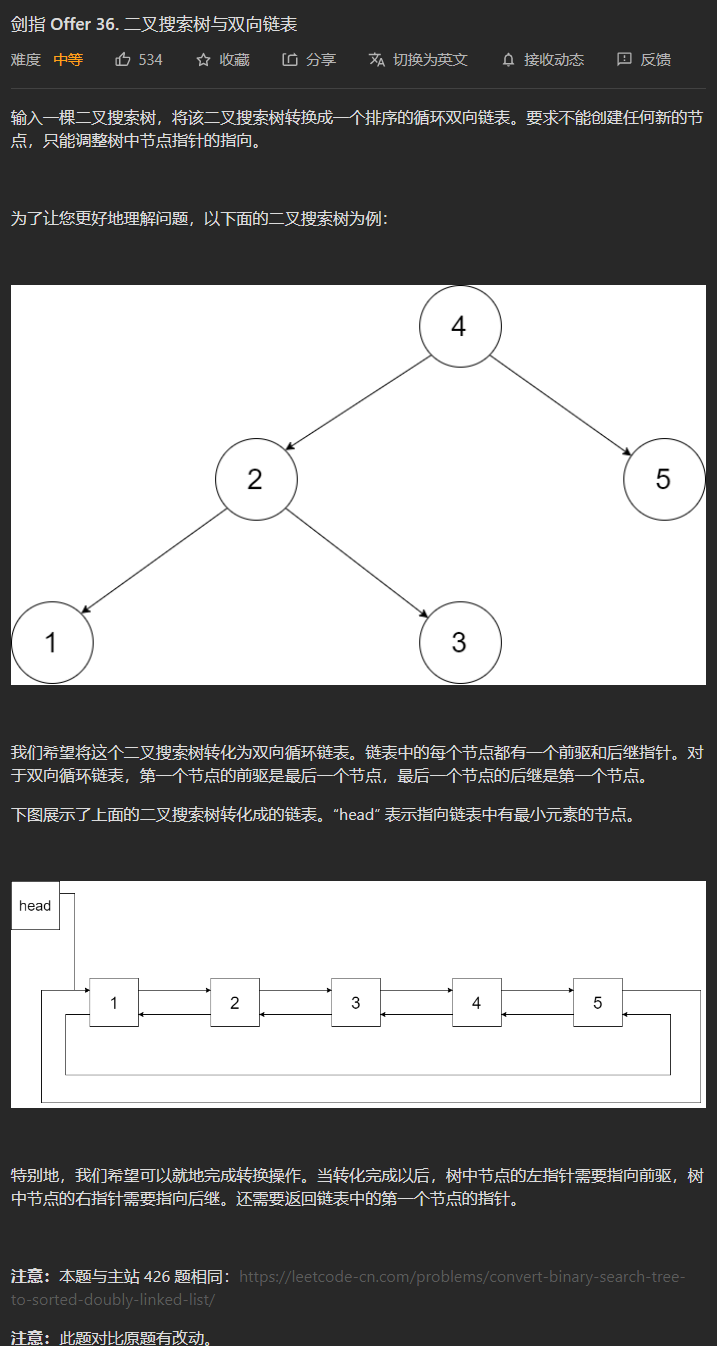 剑指 Offer 36. 二叉搜索树与双向链表
难度 中等 534 收藏 分享 切换为英文 接收动态 反馈
输入一棵二叉搜索树，将该二叉搜索树转换成一个排序的循环双向链表。要求不能创建任何新的节
点，只能调整树中节点指针的指向。
为了让您更好地理解问题，以下面的二叉搜索树为例：
4
2 5
1 3
我们希望将这个二叉搜索树转化为双向循环链表。链表中的每个节点都有一个前驱和后继指针。对
于双向循环链表，第一个节点的前驱是最后一个节点，最后一个节点的后继是第一个节点。
下图展示了上面的二叉搜索树转化成的链表。“head” 表示指向链表中有最小元素的节点。
head
1 2 3 4 5
特别地，我们希望可以就地完成转换操作。当转化完成以后，树中节点的左指针需要指向前驱，树
中节点的右指针需要指向后继。还需要返回链表中的第一个节点的指针。
注意：本题与主站 426 题相同：https://leetcode-cn.com/problems/convert-binary-search-tree-
to-sorted-doubly-linked-list/
注意：此题对比原题有改动。